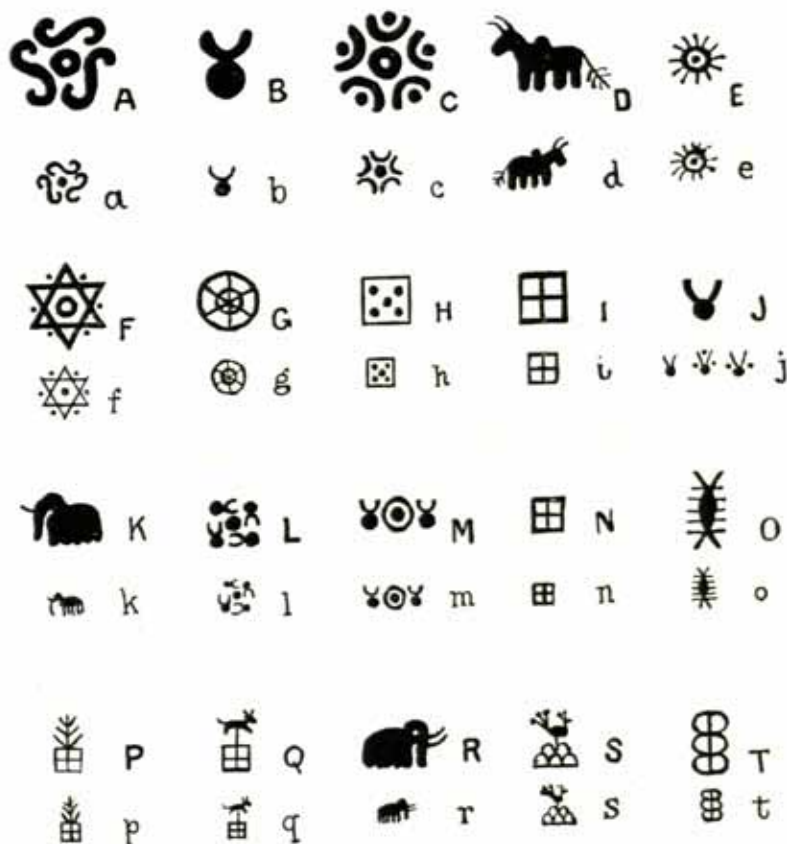 A B C D E
a b c d e
F G H I J
f g h i j
K L M N O
k l m n o
P Q R S T
p q r s t